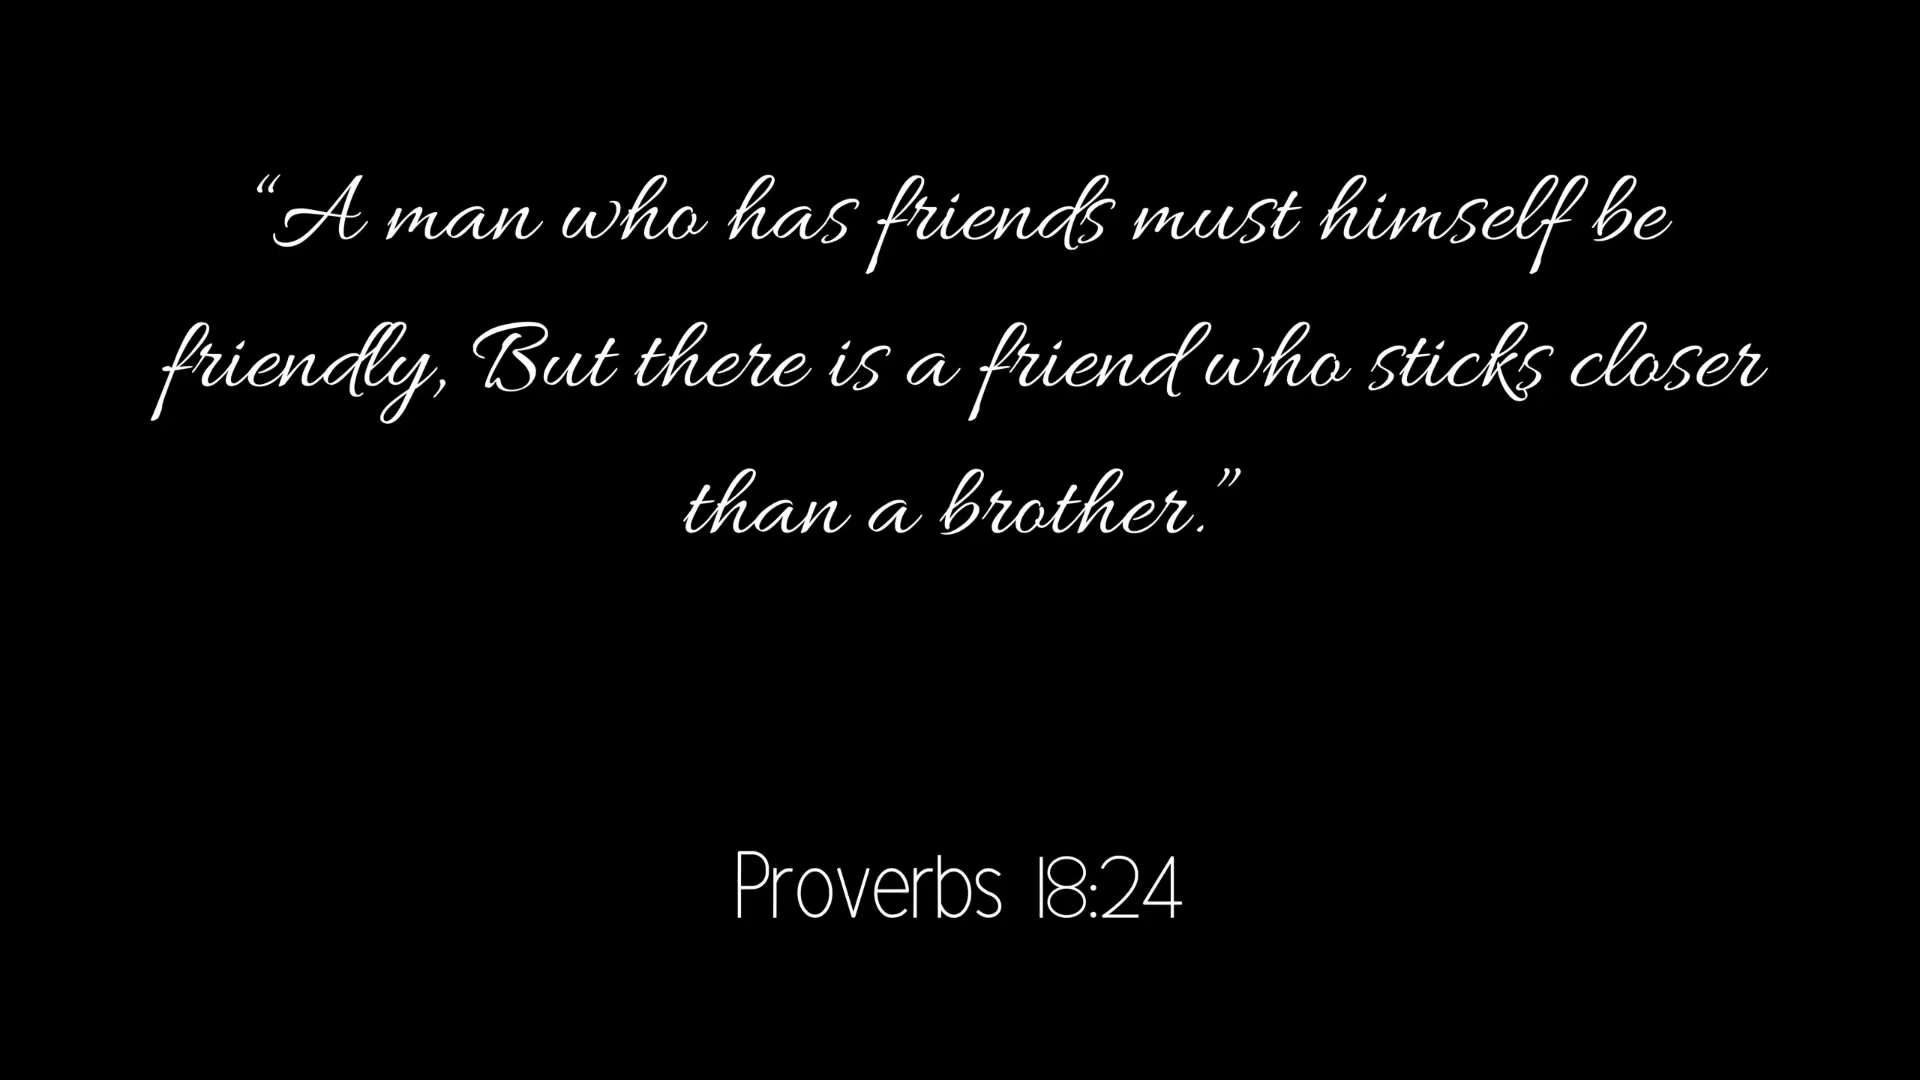 “A man who has friends must himself be
friendly, But there is a friend who sticks closer
than a brother.”
Proverbs 18:24